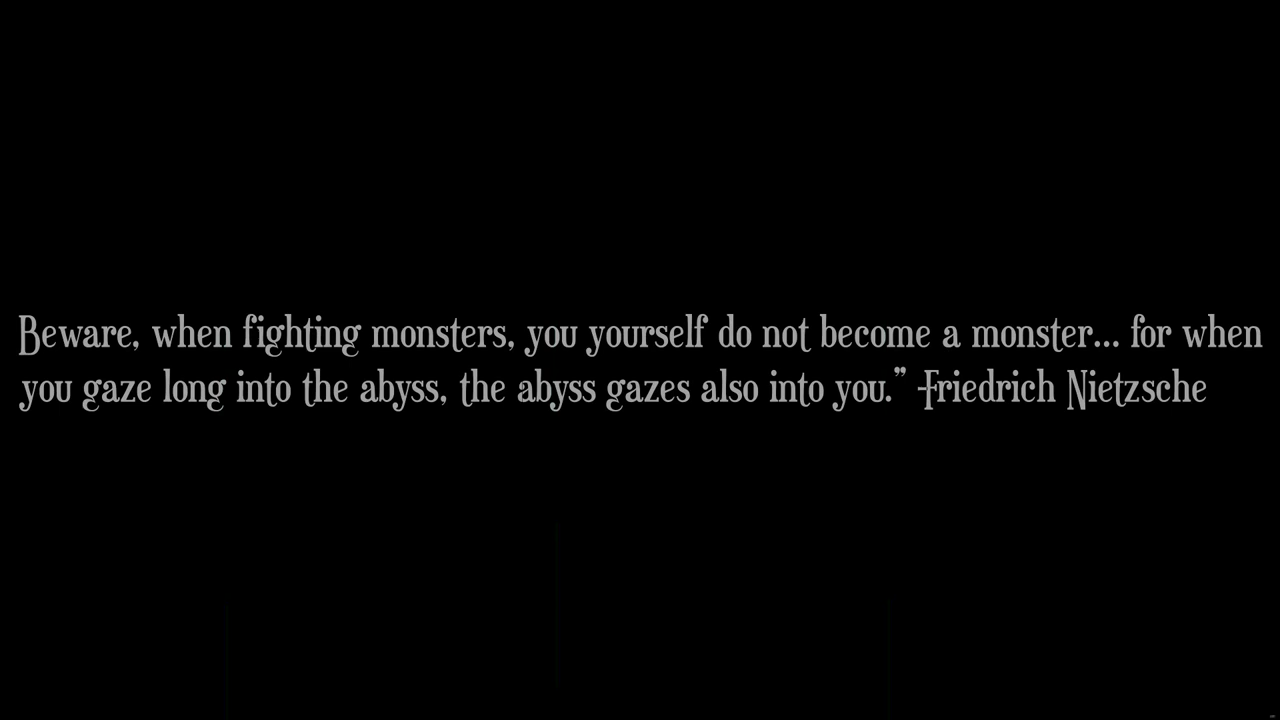 Beware, when fighting monsters, you yourself do not become a monster... for when
you gaze long into the abyss, the abyss gazes also into you.” -Friedrich Nietzsche